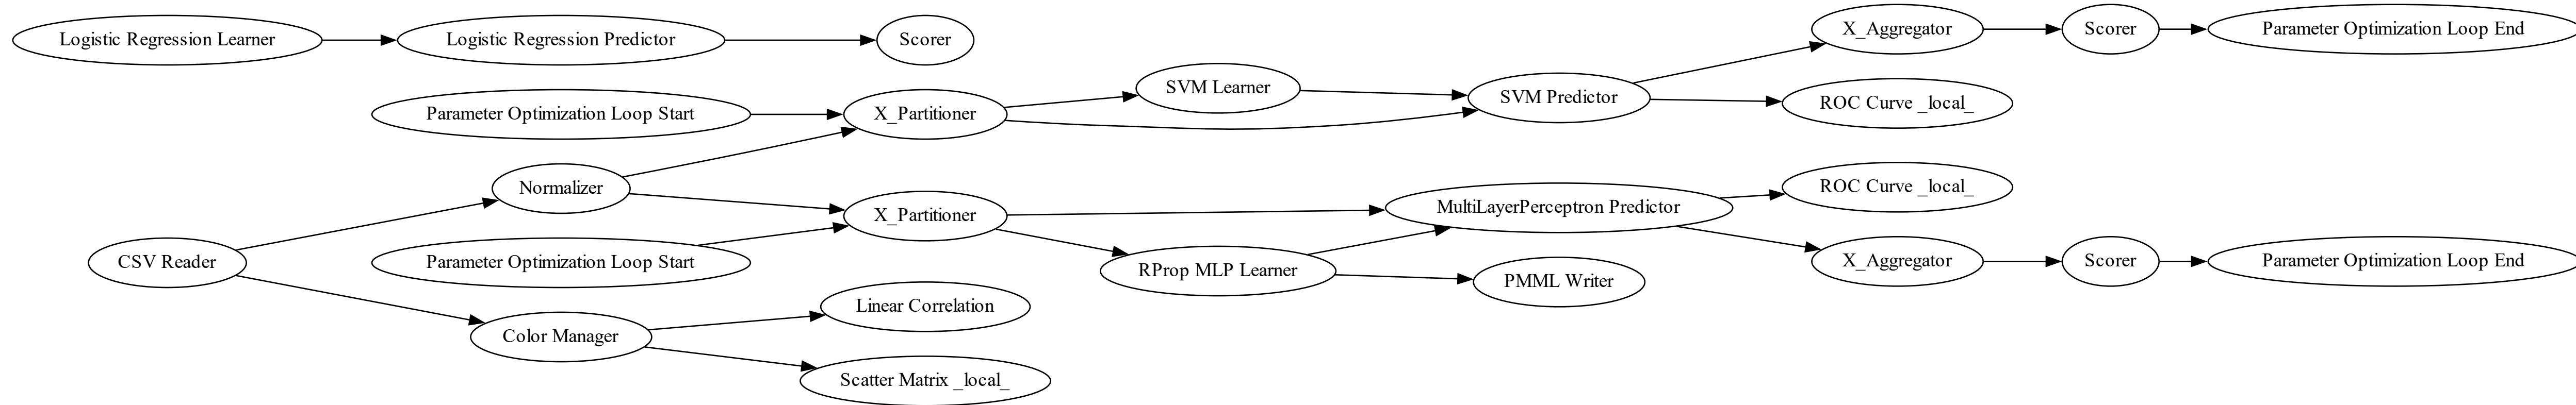 Logistic Regression Learner
Logistic Regression Predictor
Scorer
X_Aggregator
Scorer
Parameter Optimization Loop End
SVM Learner
SVM Predictor
ROC Curve _local_
Parameter Optimization Loop Start
X_Partitioner
Normalizer
ROC Curve _local_
X_Partitioner
MultiLayerPerceptron Predictor
CSV Reader
Parameter Optimization Loop Start
RProp MLP Learner
X_Aggregator
Scorer
Parameter Optimization Loop End
PMML Writer
Linear Correlation
Color Manager
Scatter Matrix _local_